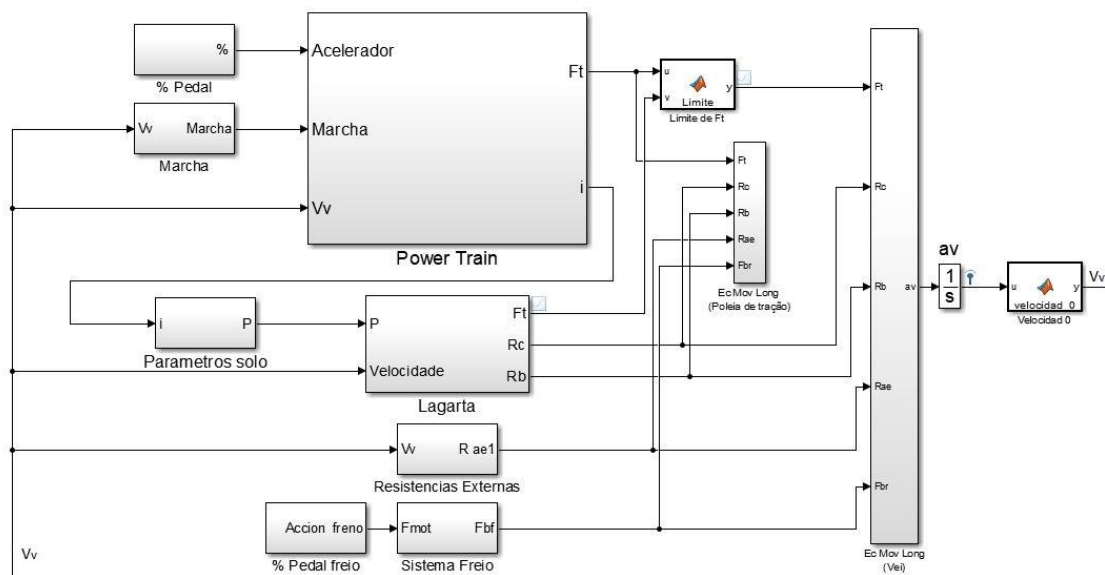 %
% Pedal
Vv
Marcha
Marcha
Acelerador
Marcha
Vv
Ft
i
Power Train
u
v
y
Limite
Limite de Ft
Ft
Rc
Rb
Rae
Fbr
Ec Mov Long
(Poleia de tração)
i
P
Parametros solo
P
Velocidade
Ft
Rc
Rb
Lagarta
Vv
R ae1
Resistencias Externas
Accion freno
% Pedal freio
Fmot
Fbf
Sistema Freio
Ft
Rc
Rb
Rae
Fbr
av
Ec Mov Long
(Vei)
av
1
s
u
y
velocidad 0
Velocidad 0
Vv
Vv